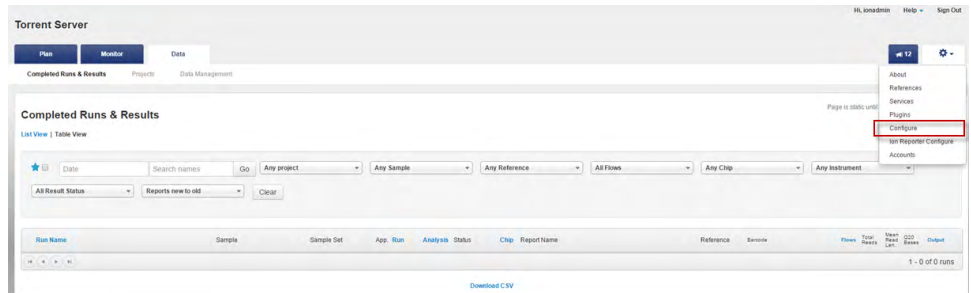 Hi, ionadmin Help Sign Out
Torrent Server
Plan Monitor Data 12
Completed Runs & Results Projects Data Management
About
References
Services
Plugins
Configure
Ion Reporter Configure
Accounts
Page is static until
Completed Runs & Results
List View | Table View
Date Search names Go Any project Any Sample Any Reference All Flows Any Chip Any Instrument
All Result Status Reports new to old Clear
Run Name Sample Sample Set App. Run Analysis Status Chip Report Name Reference Barcode Flows Total Reads Mean Read Len. Q20 Bases Output
1 - 0 of 0 runs
Download CSV